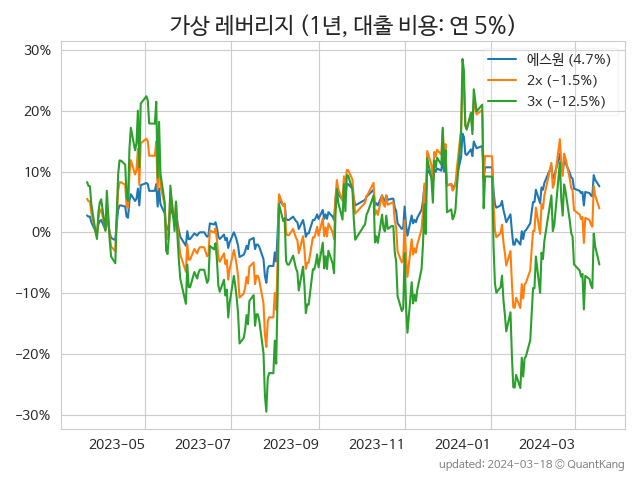 가상 레버리지 (1년, 대출 비용: 연 5%)
에스원 (4.7%)
2x (−1.5%)
3x (−12.5%)
30%
20%
10%
0%
−10%
−20%
−30%
2023-05 2023-07 2023-09 2023-11 2024-01 2024-03
updated: 2024-03-18 © QuantKang